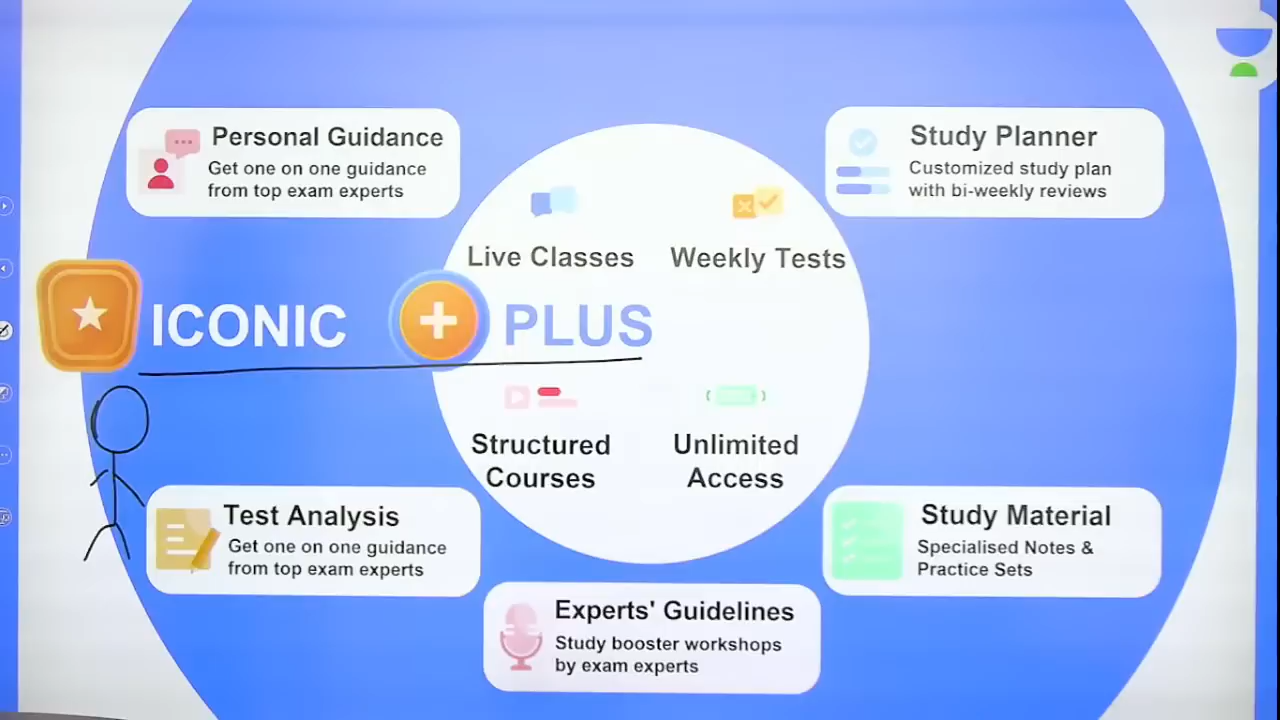 Personal Guidance
Get one on one guidance
from top exam experts
Study Planner
Customized study plan
with bi-weekly reviews
Live Classes
Weekly Tests
ICONIC
PLUS
Structured
Courses
Unlimited
Access
Test Analysis
Get one on one guidance
from top exam experts
Study Material
Specialised Notes &
Practice Sets
Experts' Guidelines
Study booster workshops
by exam experts